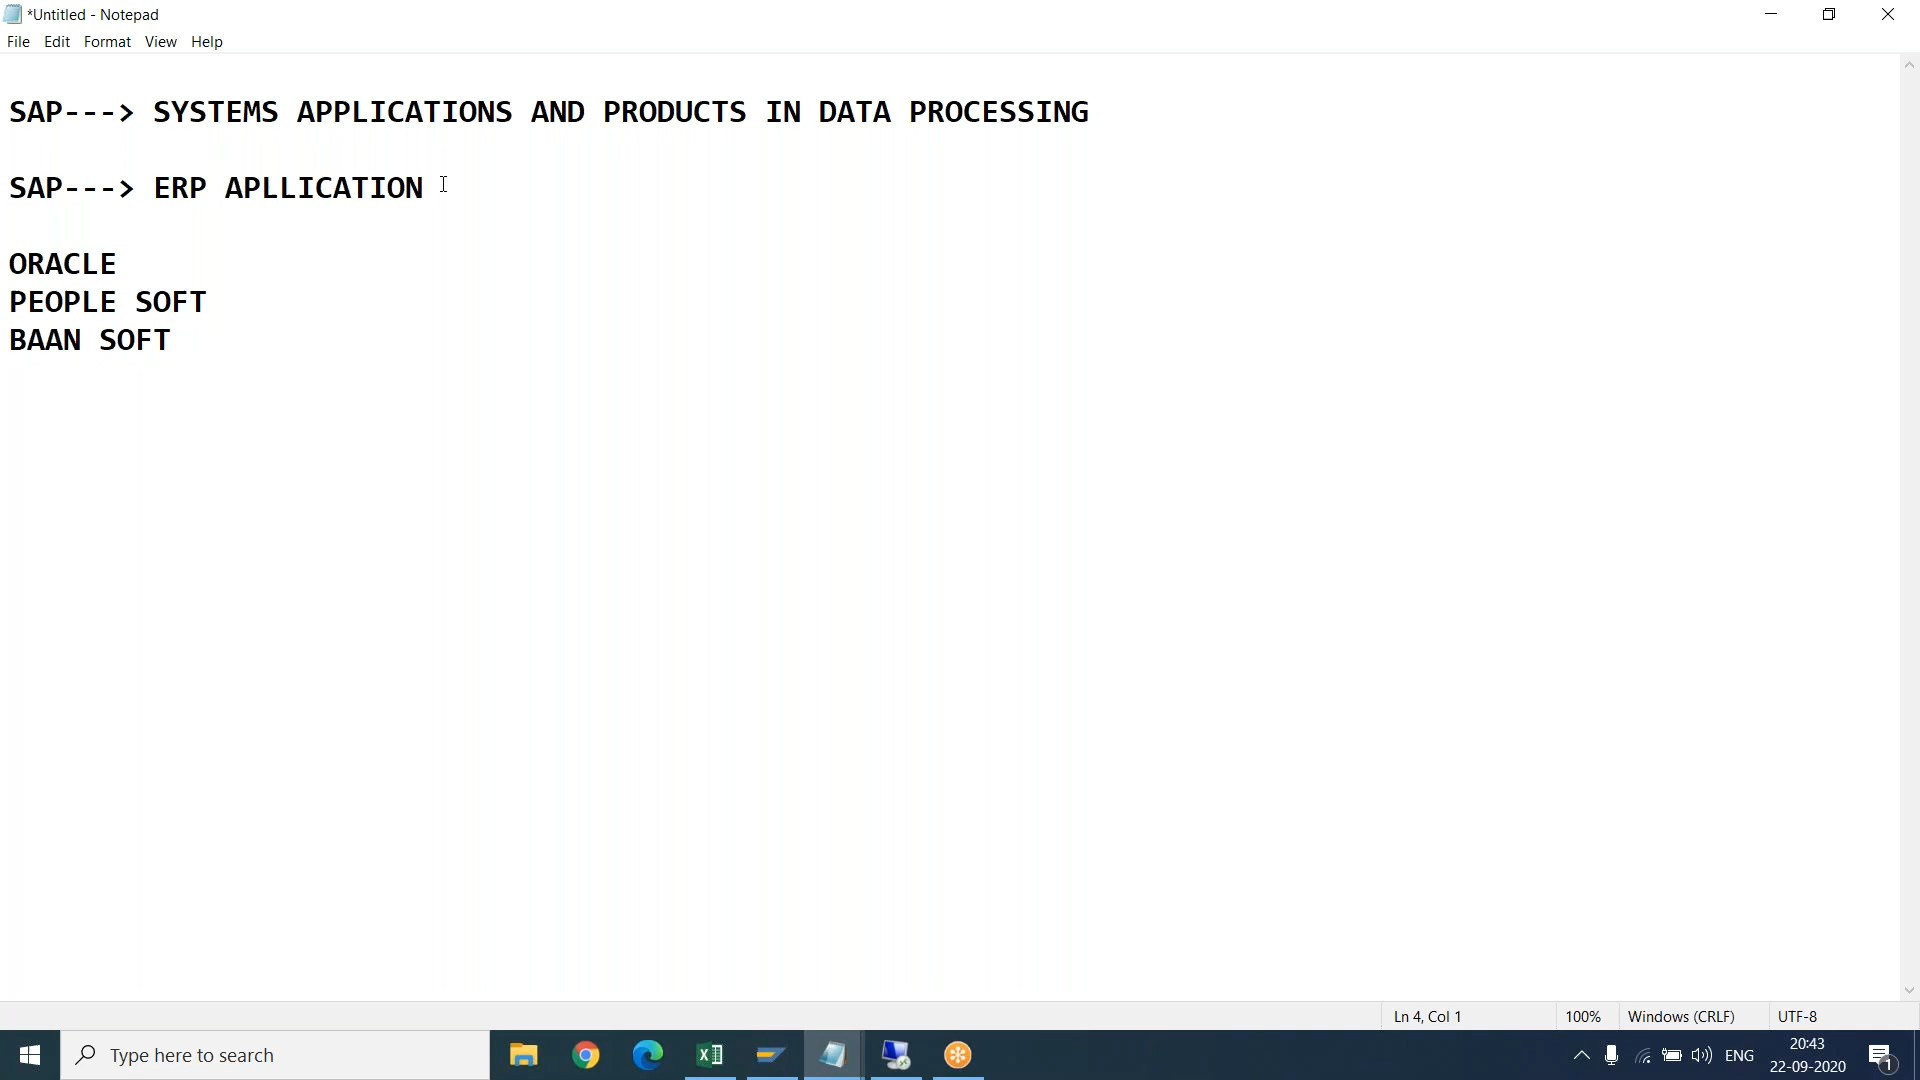 *Untitled - Notepad
File Edit Format View Help
SAP---> SYSTEMS APPLICATIONS AND PRODUCTS IN DATA PROCESSING
SAP---> ERP APLLICATION
ORACLE
PEOPLE SOFT
BAAN SOFT
Ln 4, Col 1 100% Windows (CRLF) UTF-8
Type here to search
ENG
20:43
22-09-2020
1